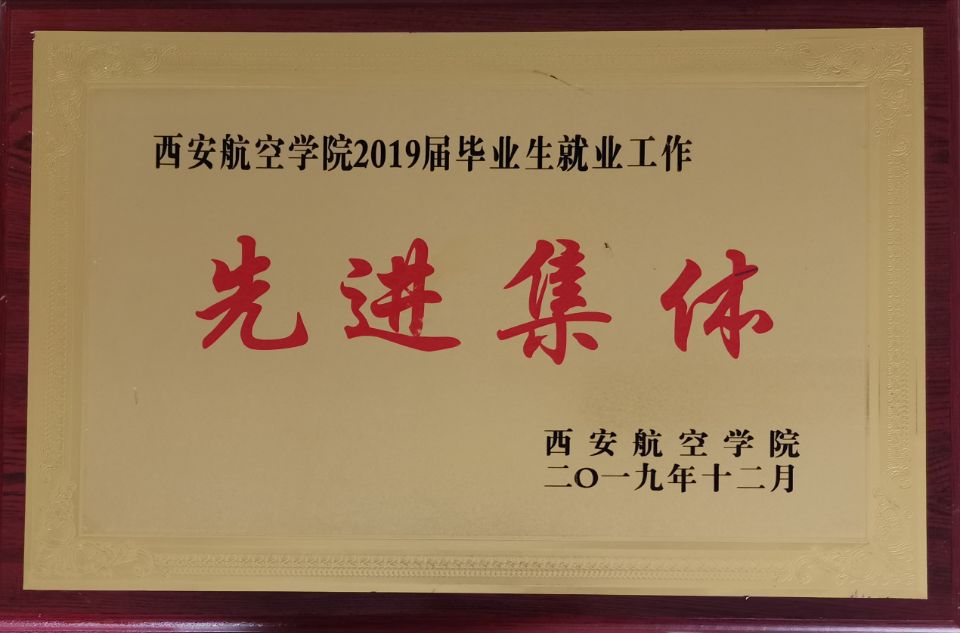 西安航空学院2019届毕业生就业工作
先进集体
西安航空学院
二〇一九年十二月